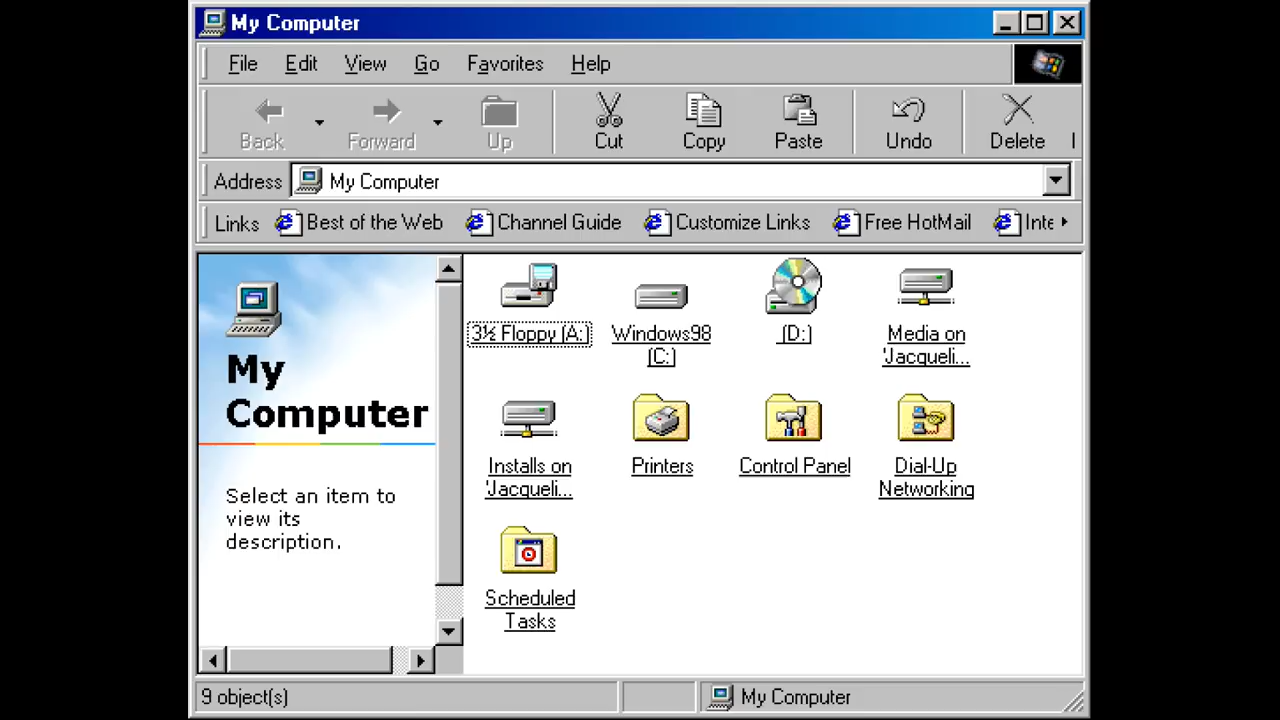 My Computer
File Edit View Go Favorites Help
Back Forward Up Cut Copy Paste Undo Delete
Address My Computer
Links Best of the Web Channel Guide Customize Links Free HotMail Inte
My
Computer
Select an item to
view its
description.
3½ Floppy (A:) Windows98 (C:) (D:) Media on 'Jacqueli...
Installs on 'Jacqueli... Printers Control Panel Dial-Up Networking
Scheduled
Tasks
9 object(s) My Computer